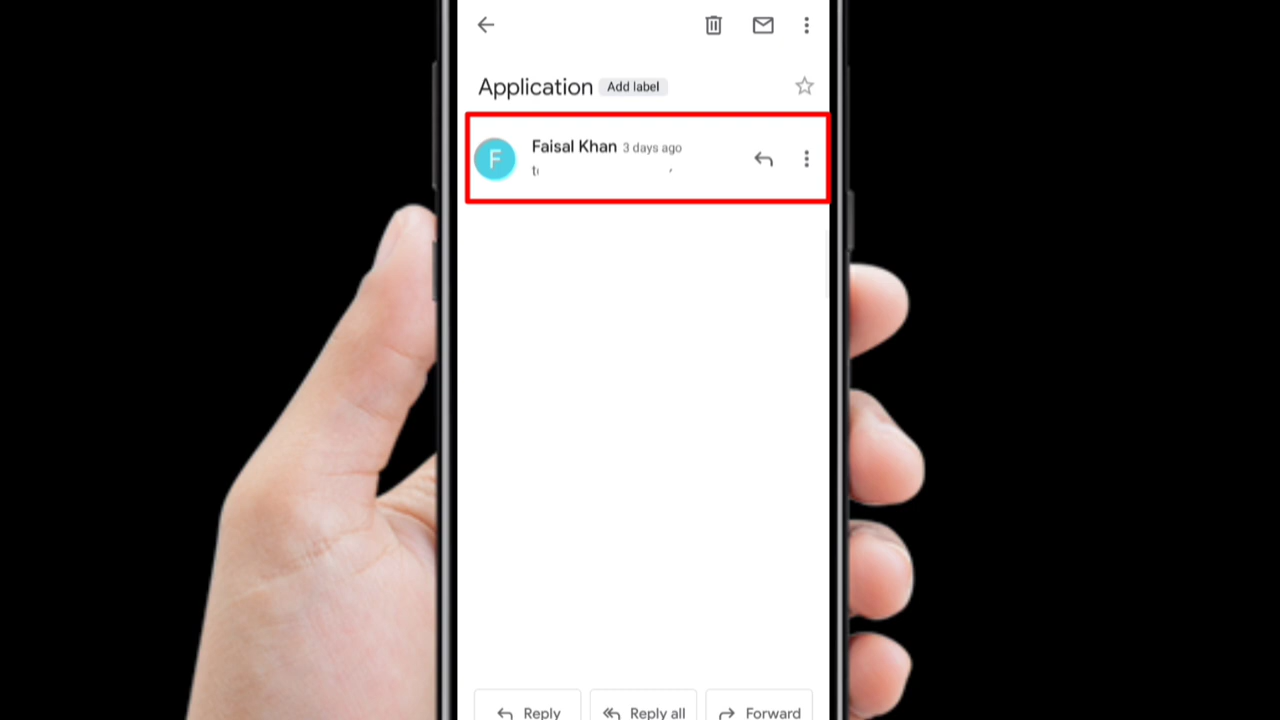 Application Add label
F
Faisal Khan 3 days ago
Reply
Reply all
Forward